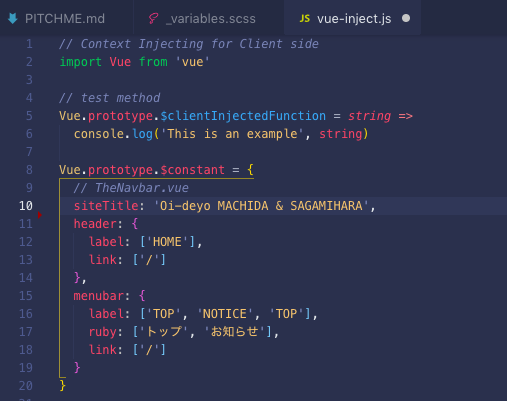 PITCHME.md
_variables.scss
JS vue-inject.js
1 // Context Injecting for Client side
2 import Vue from 'vue'
3
4 // test method
5 Vue.prototype.$clientInjectedFunction = string =>
6 console.log('This is an example', string)
7
8 Vue.prototype.$constant = {
9 // TheNavbar.vue
10 siteTitle: 'Oi-deyo MACHIDA & SAGAMIHARA',
11 header: {
12 label: ['HOME'],
13 link: ['/']
14 },
15 menubar: {
16 label: ['TOP', 'NOTICE', 'TOP'],
17 ruby: ['トップ', 'お知らせ'],
18 link: ['/']
19 }
20 }